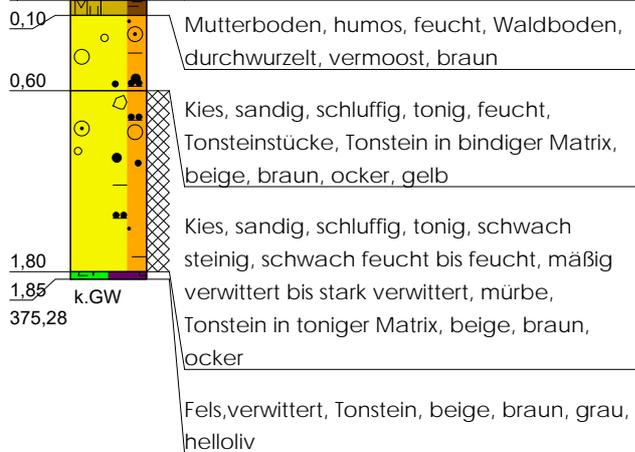 0,10
Mutterboden, humos, feucht, Waldboden,
durchwurzelt, vermoost, braun
0,60
Kies, sandig, schluffig, tonig, feucht,
Tonsteinstücke, Tonstein in bindiger Matrix,
beige, braun, ocker, gelb
Kies, sandig, schluffig, tonig, schwach
steinig, schwach feucht bis feucht, mäßig
verwittert bis stark verwittert, mürbe,
Tonstein in toniger Matrix, beige, braun,
ocker
1,80
1,85
k.GW
375,28
Fels,verwittert, Tonstein, beige, braun, grau,
helloliv